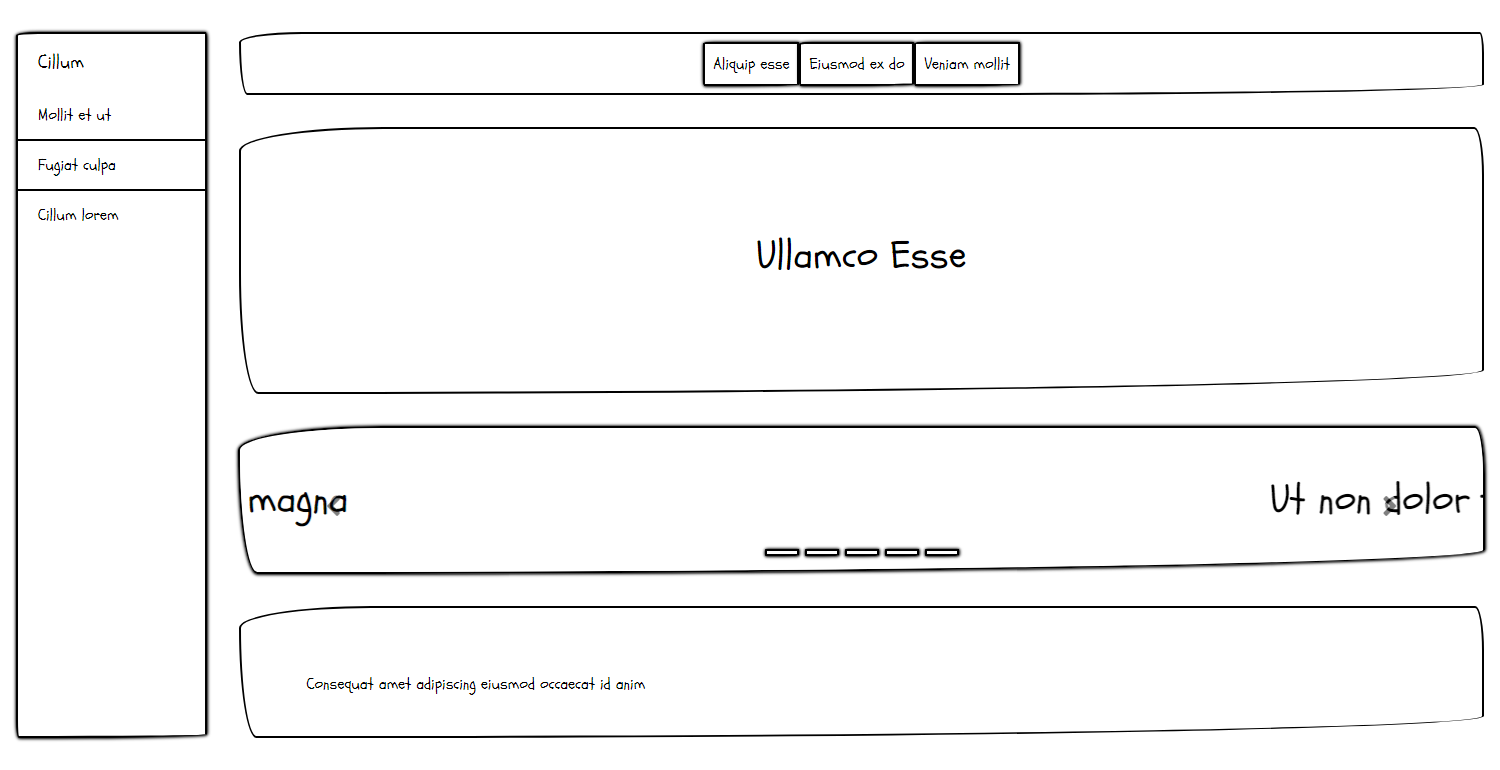 Cillum
Mollit et ut
Fugiat culpa
Cillum lorem
Aliquip esse
Eiusmod ex do
Veniam mollit
Ullamco Esse
magna
Ut non dolor
Consequat amet adipiscing eiusmod occaecat id anim